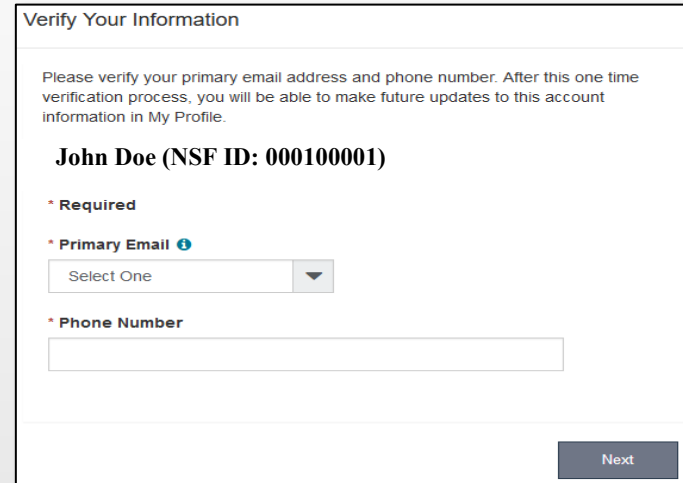 Verify Your Information
Please verify your primary email address and phone number. After this one time
verification process, you will be able to make future updates to this account
information in My Profile.
John Doe (NSF ID: 000100001)
* Required
* Primary Email i
Select One
* Phone Number
Next